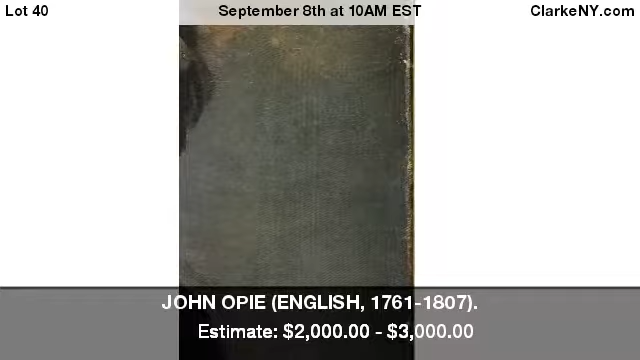 Lot 40
September 8th at 10AM EST
ClarkeNY.com
JOHN OPIE (ENGLISH, 1761-1807).
Estimate: $2,000.00 - $3,000.00